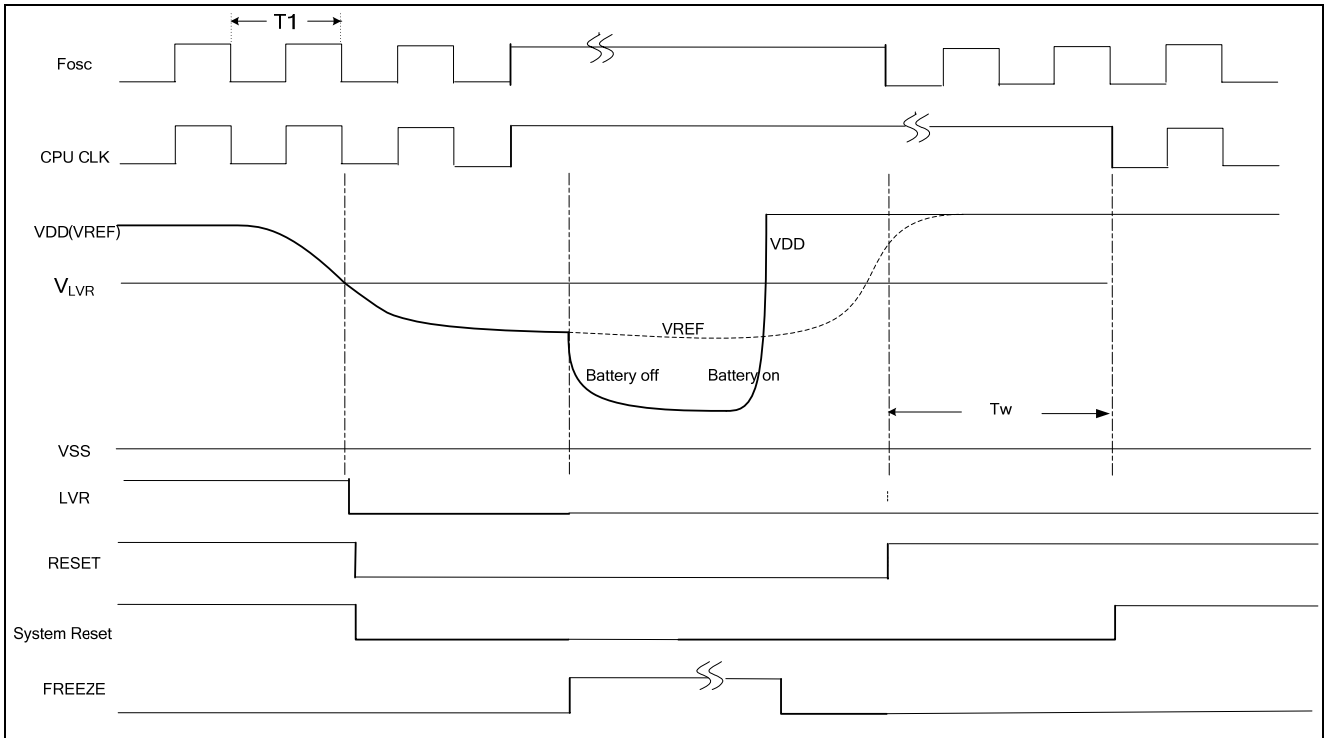 T1
Fosc
CPU CLK
VDD(VREF)
VDD
VLVR
VREF
Battery off
Battery on
Tw
VSS
LVR
RESET
System Reset
FREEZE